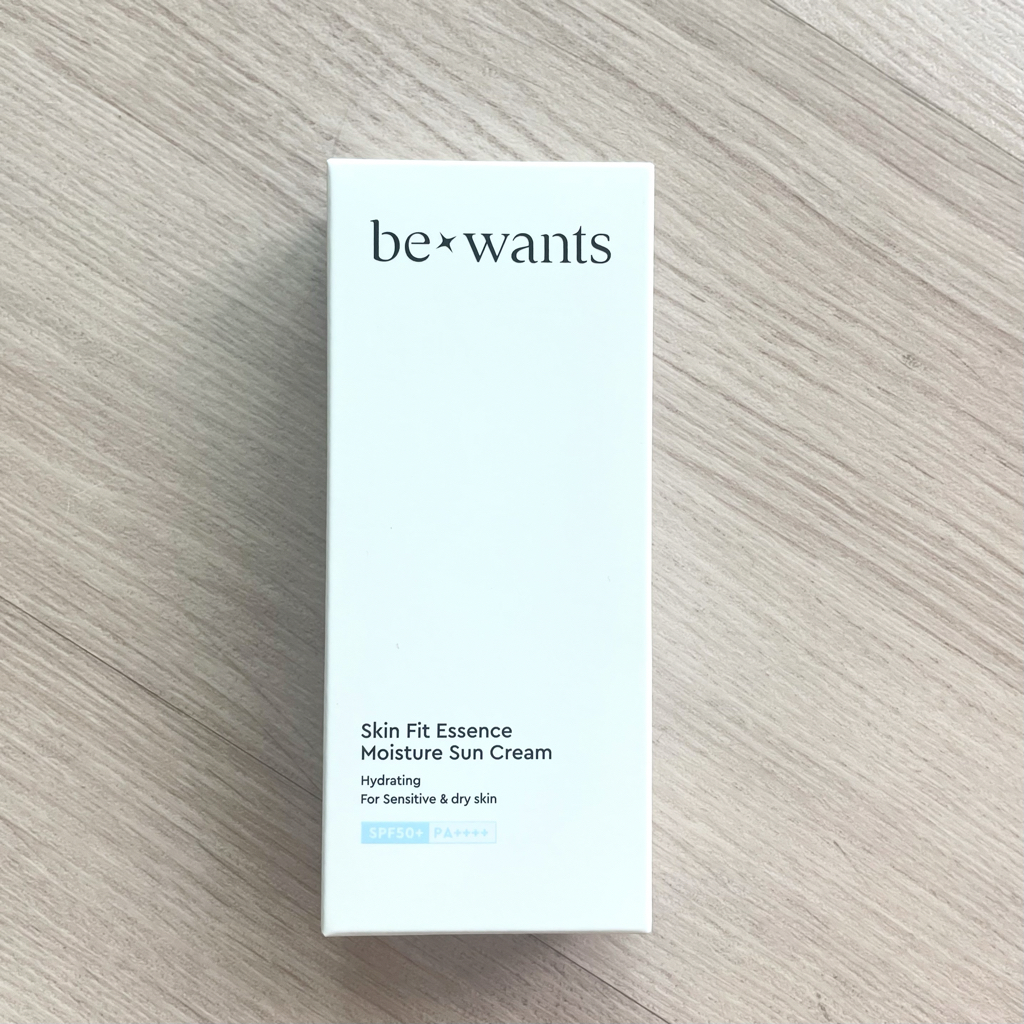 be✦wants
Skin Fit Essence
Moisture Sun Cream
Hydrating
For Sensitive & dry skin
SPF50+ PA++++